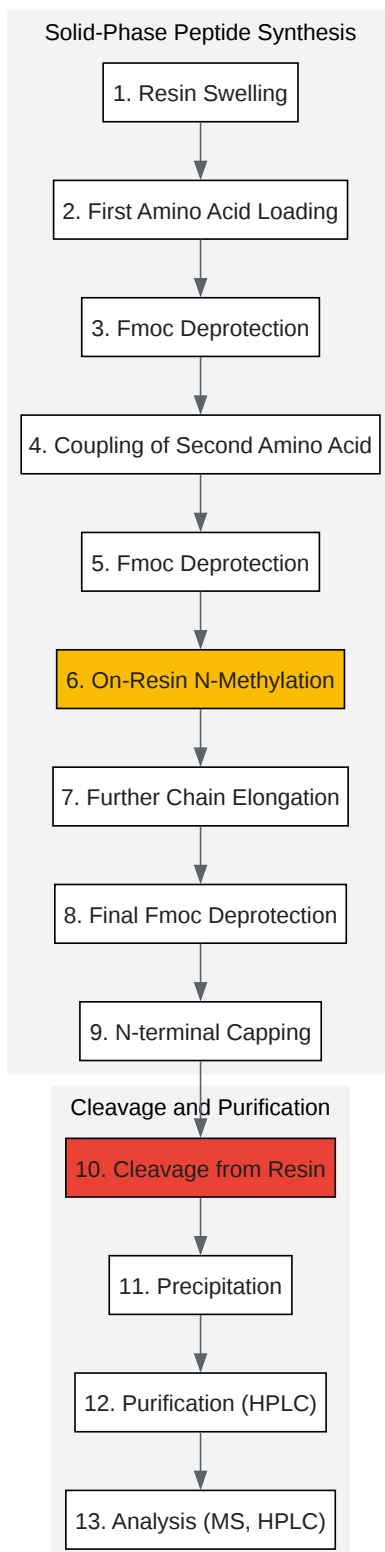 Solid-Phase Peptide Synthesis
1. Resin Swelling
2. First Amino Acid Loading
3. Fmoc Deprotection
4. Coupling of Second Amino Acid
5. Fmoc Deprotection
6. On-Resin N-Methylation
7. Further Chain Elongation
8. Final Fmoc Deprotection
9. N-terminal Capping
Cleavage and Purification
10. Cleavage from Resin
11. Precipitation
12. Purification (HPLC)
13. Analysis (MS, HPLC)